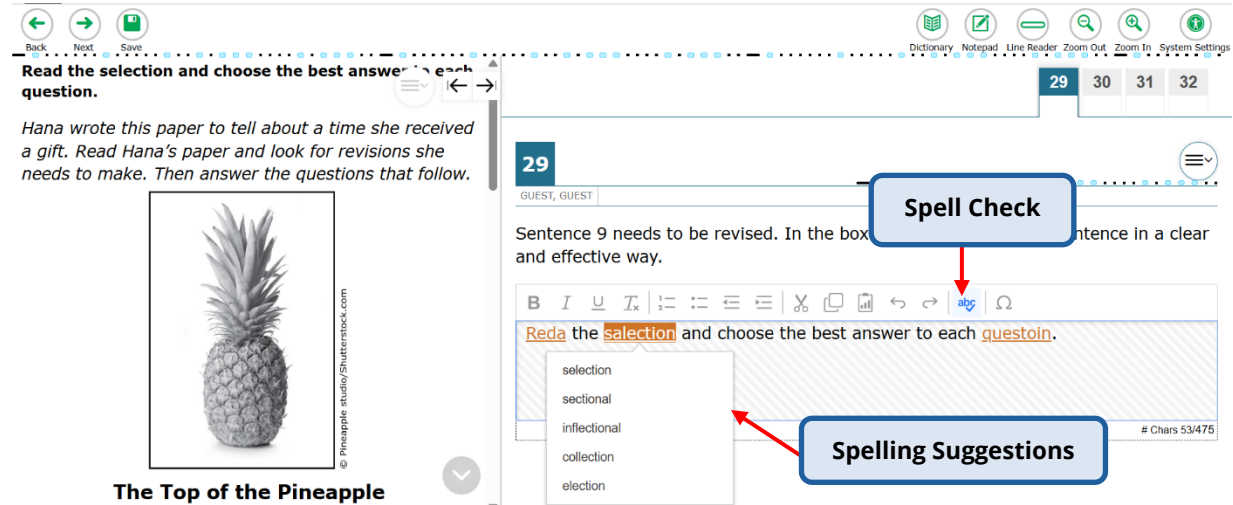 Back Next Save Dictionary Notepad Line Reader Zoom Out Zoom In System Settings
Read the selection and choose the best answer to each
question.
Hana wrote this paper to tell about a time she received
a gift. Read Hana's paper and look for revisions she
needs to make. Then answer the questions that follow.
© Pineapple studio/Shutterstock.com
The Top of the Pineapple
29 30 31 32
29
GUEST, GUEST
Spell Check
Sentence 9 needs to be revised. In the box
ntence in a clear
and effective way.
B I U Tx abc Ω
Reda the salection and choose the best answer to each questoin.
selection
sectional
inflectional
collection
election
# Chars 53/475
Spelling Suggestions